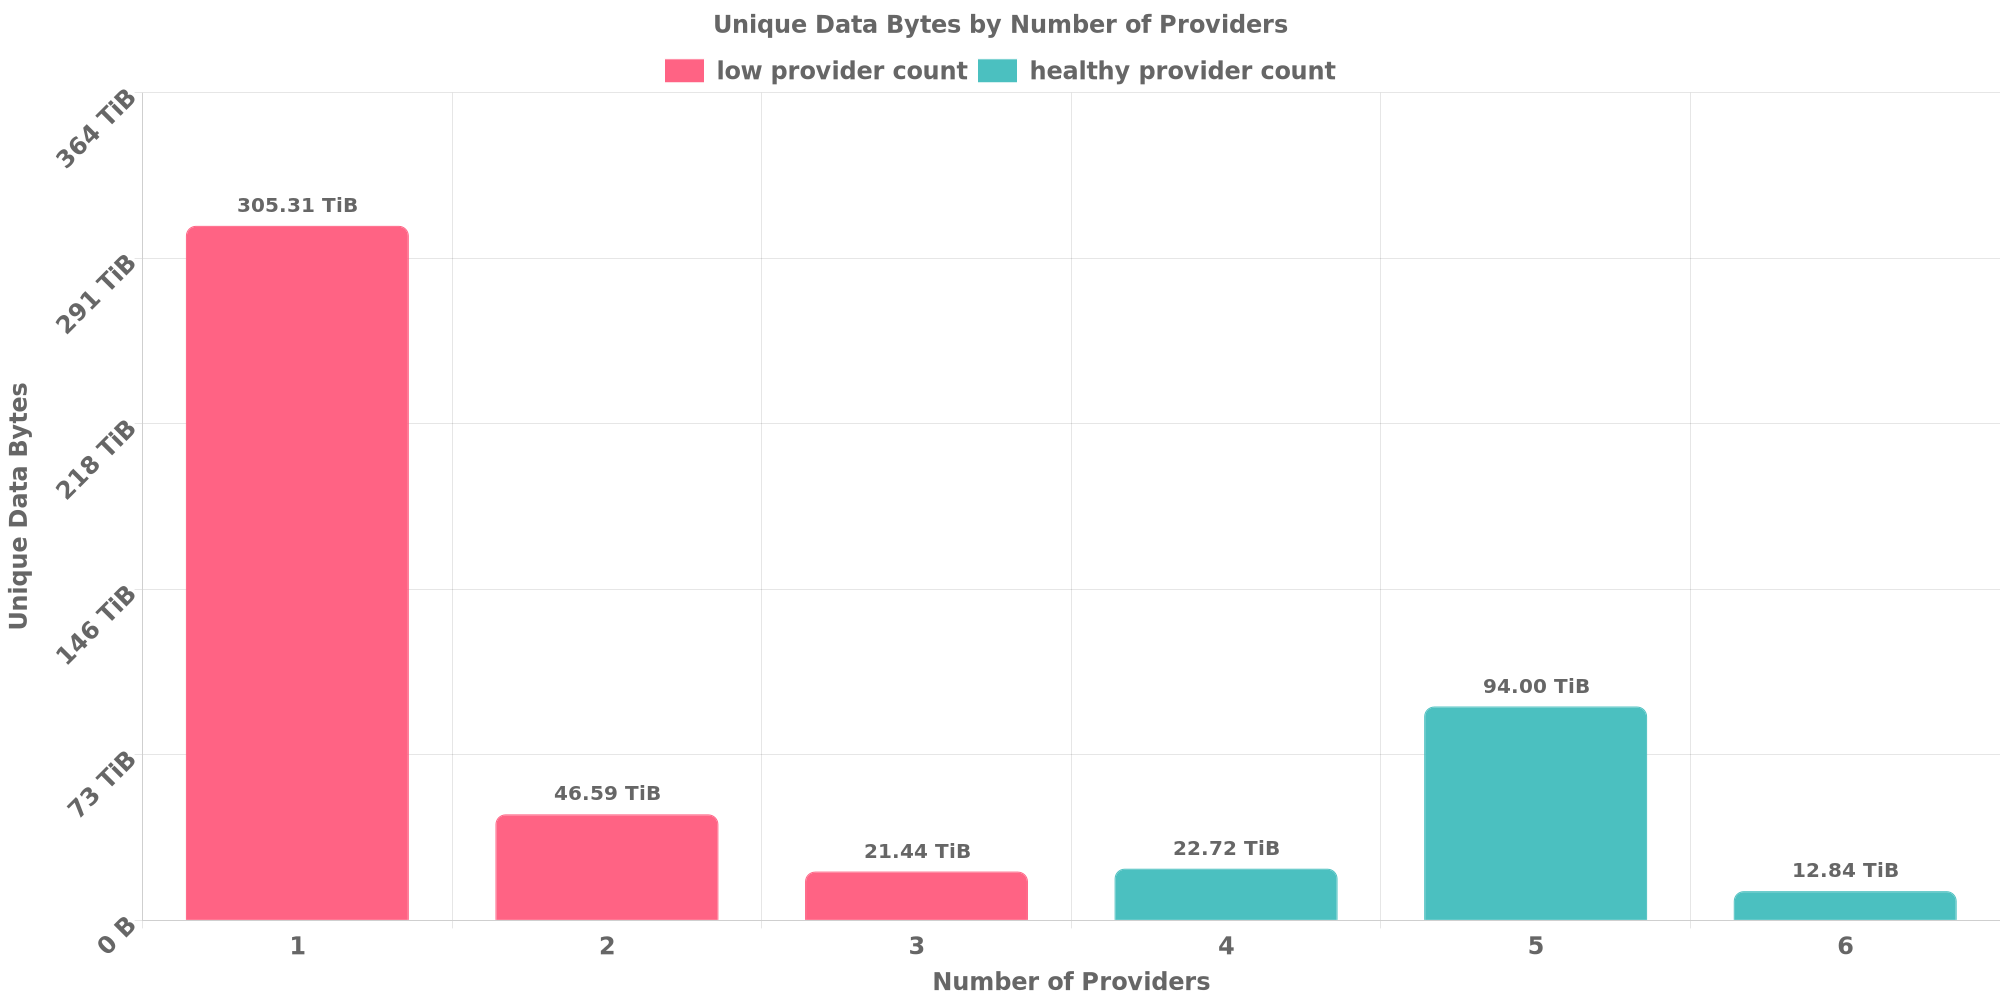 Unique Data Bytes by Number of Providers
low provider count healthy provider count
364 TiB
291 TiB
218 TiB
146 TiB
73 TiB
0 B
Unique Data Bytes
305.31 TiB
46.59 TiB
21.44 TiB
22.72 TiB
94.00 TiB
12.84 TiB
1 2 3 4 5 6
Number of Providers